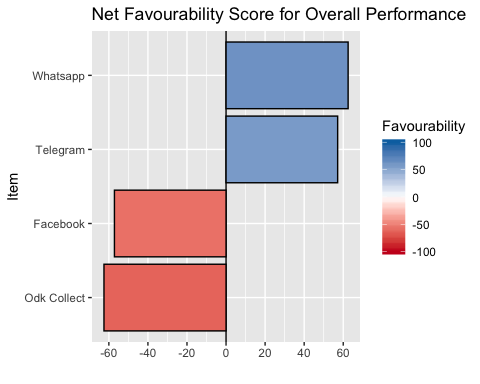 Net Favourability Score for Overall Performance
Item
Whatsapp
Telegram
Facebook
Odk Collect
-60 -40 -20 0 20 40 60
Favourability
100
50
0
-50
-100